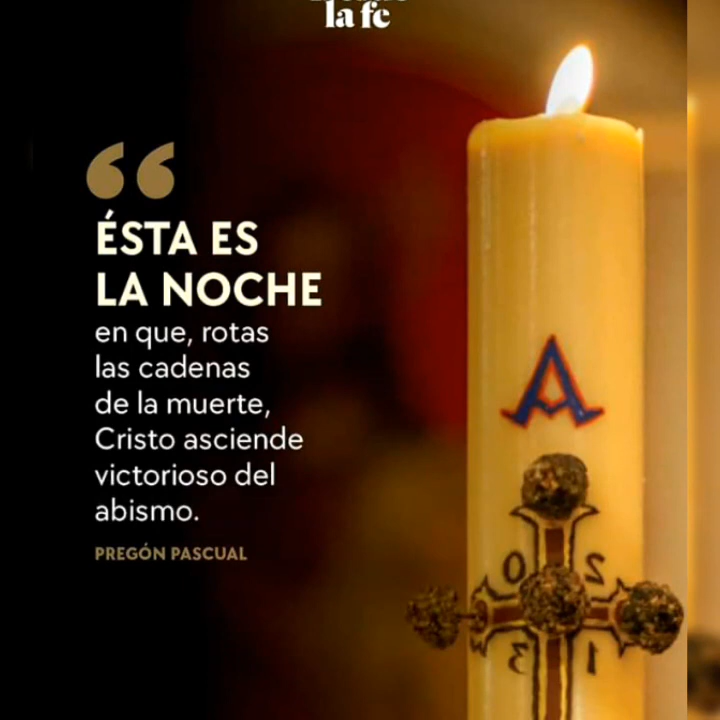 la fe
ÉSTA ES
LA NOCHE
en que, rotas
las cadenas
de la muerte,
Cristo asciende
victorioso del
abismo.
PREGÓN PASCUAL
A
0 2
3 1